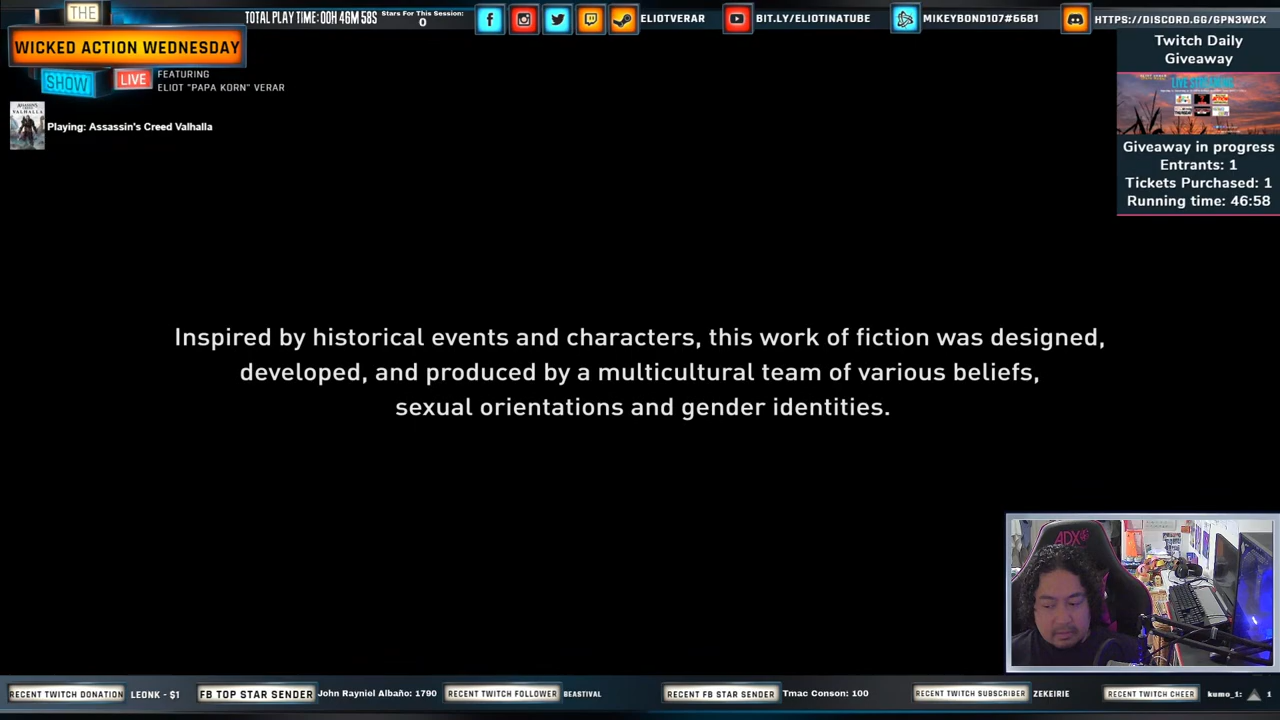 THE
WICKED ACTION WEDNESDAY
SHOW
LIVE
FEATURING
ELIOT "PAPA KORN" VERAR
Playing: Assassin's Creed Valhalla
TOTAL PLAY TIME: 00H 46M 58S
Stars For This Session:
0
ELIOTVERAR
BIT.LY/ELIOTINATUBE
MIKEYBOND107#6681
HTTPS://DISCORD.GG/GPN3WCX
Twitch Daily
Giveaway
Giveaway in progress
Entrants: 1
Tickets Purchased: 1
Running time: 46:58
Inspired by historical events and characters, this work of fiction was designed,
developed, and produced by a multicultural team of various beliefs,
sexual orientations and gender identities.
ADX
RECENT TWITCH DONATION LEONK - $1
FB TOP STAR SENDER John Rayniel Albaño: 1790
RECENT TWITCH FOLLOWER BEASTIVAL
RECENT FB STAR SENDER Tmac Conson: 100
RECENT TWITCH SUBSCRIBER ZEKEIRIE
RECENT TWITCH CHEER kumo_1: 1